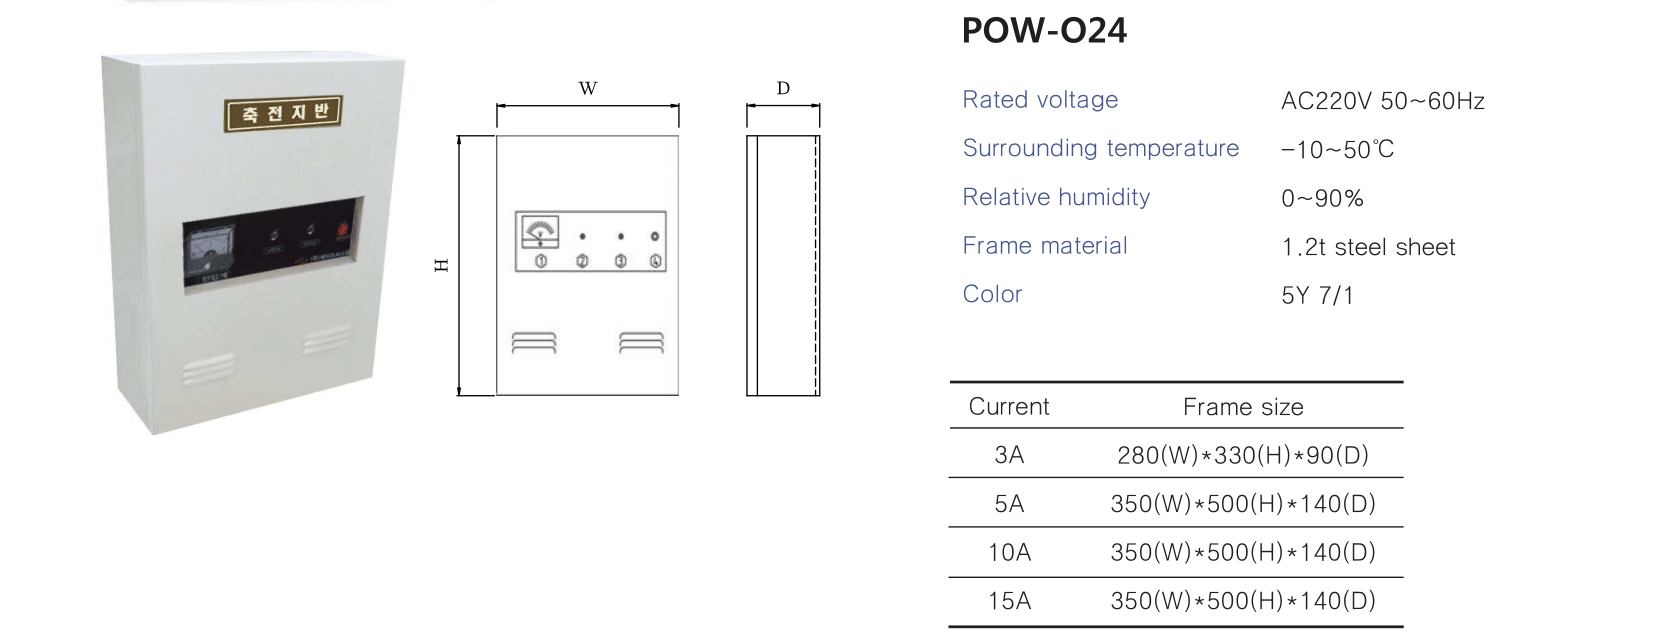 POW-O24
축전지반
W
D
H
1
2
3
4
Rated voltage AC220V 50~60Hz
Surrounding temperature -10~50℃
Relative humidity 0~90%
Frame material 1.2t steel sheet
Color 5Y 7/1
Current Frame size
3A 280(W)*330(H)*90(D)
5A 350(W)*500(H)*140(D)
10A 350(W)*500(H)*140(D)
15A 350(W)*500(H)*140(D)